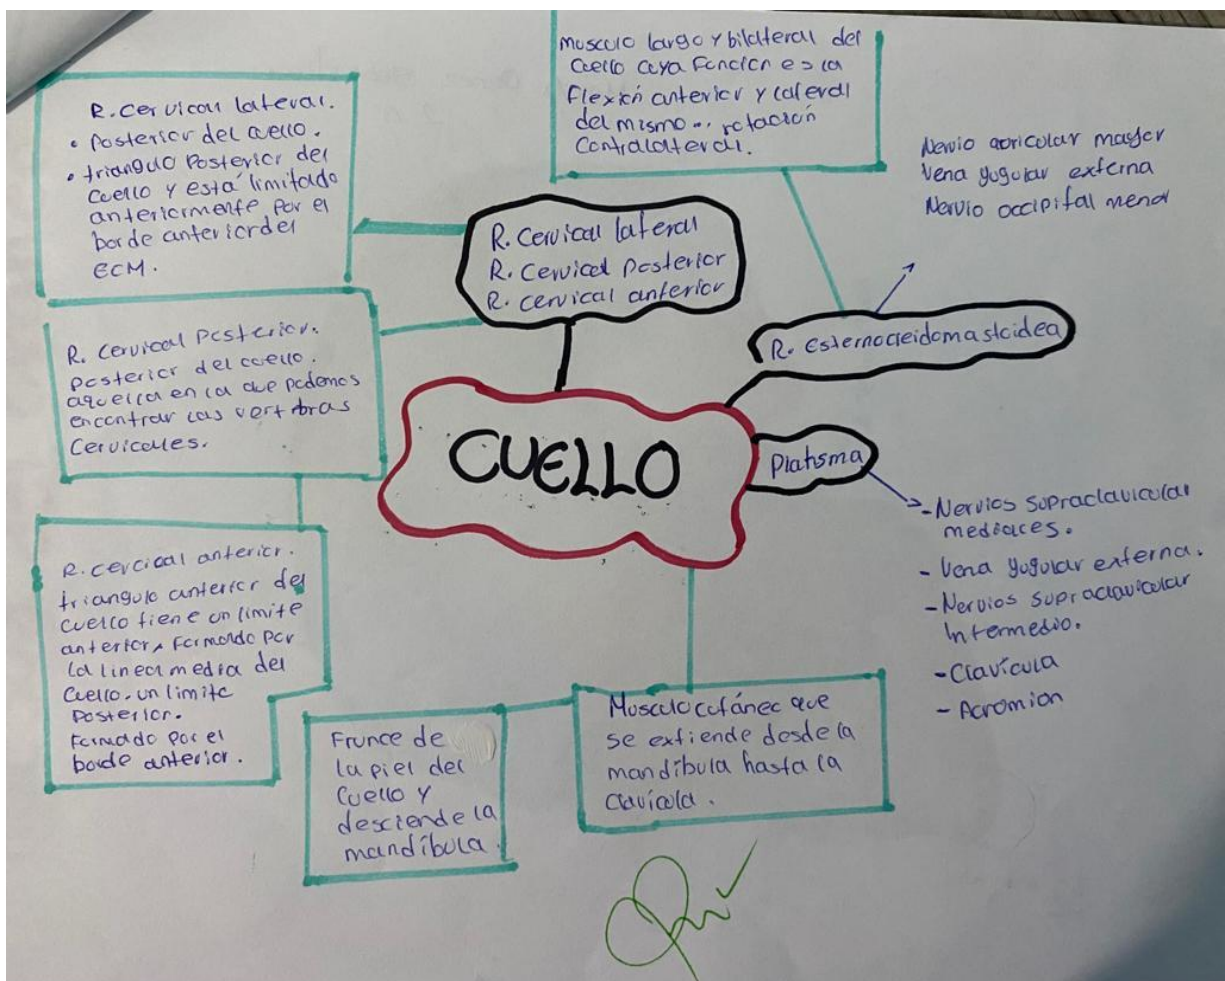 CUELLO
R. Cervical lateral
R. Cervical Posterior
R. cervical anterior
R. Cervical lateral.
• Posterior del cuello.
• triangulo Posterior del
cuello y está limitado
anteriormente por el
borde anterior del
ECM.
R. Cervical Posterior.
Posterior del cuello.
aquella en la que podemos
encontrar las vertbras
Cervicales.
R. cervical anterior.
triangulo anterior del
cuello tiene un limite
anterior, Formado por
la linea media del
Cuello. un limite
Posterior.
Formado por el
borde anterior.
Musculo largo y bilateral del
Cuello cuya Función es la
Flexión anterior y lateral
del mismo... rotación
Contralateral.
R. Esternocleidomastoidea
Nervio auricular mayor
Vena yugular externa
Nervio occipital menor
Platisma
- Nervios supraclavicular
mediales.
- Vena yugular externa.
- Nervios supraclavicular
Intermedio.
- Clavícula
- Acromion
Musculo cutáneo que
se extiende desde la
mandíbula hasta la
Clavícula.
Frunce de
la piel del
Cuello y
desciende la
mandíbula.